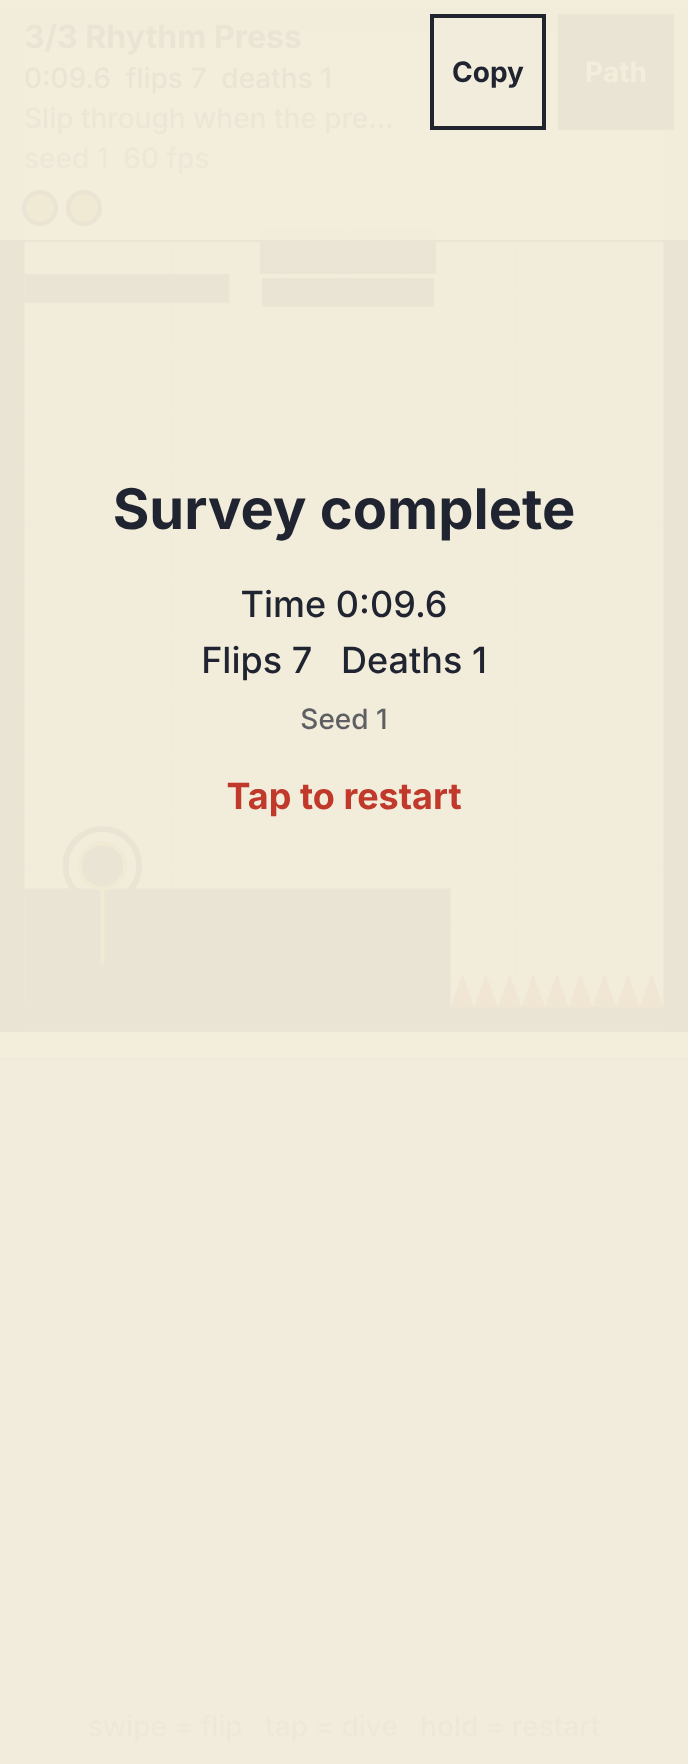 3/3 Rhythm Press
Copy
Path
0:09.6 flips 7 deaths 1
Slip through when the pre...
seed 1 60 fps
Survey complete
Time 0:09.6
Flips 7 Deaths 1
Seed 1
Tap to restart
swipe = flip tap = dive hold = restart